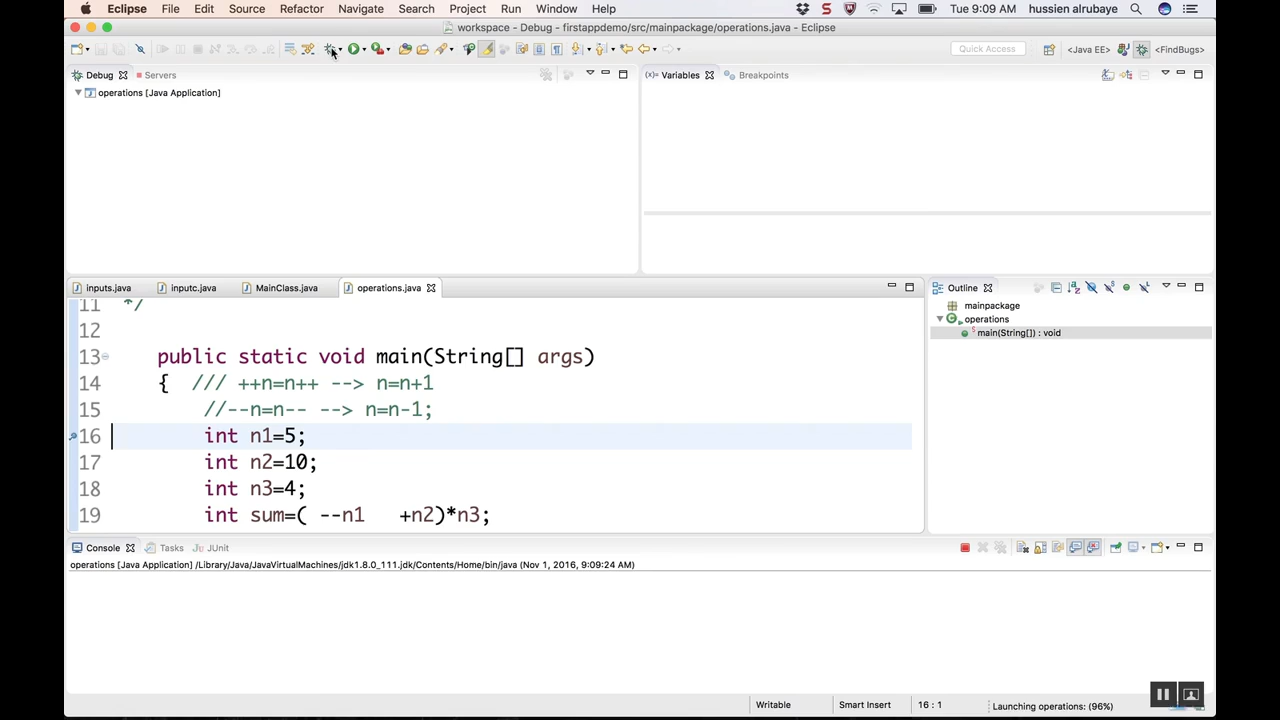 Eclipse File Edit Source Refactor Navigate Search Project Run Window Help Tue 9:09 AM hussien alrubaye
workspace - Debug - firstappdemo/src/mainpackage/operations.java - Eclipse
Quick Access <Java EE> <FindBugs>
Debug Servers
operations [Java Application]
(x)= Variables Breakpoints
inputs.java inputc.java MainClass.java operations.java
11 */
12
13 public static void main(String[] args)
14 { /// ++n=n++ --> n=n+1
15 //--n=n-- --> n=n-1;
16 int n1=5;
17 int n2=10;
18 int n3=4;
19 int sum=( --n1 +n2)*n3;
Outline
mainpackage
operations
main(String[]) : void
Console Tasks JUnit
operations [Java Application] /Library/Java/JavaVirtualMachines/jdk1.8.0_111.jdk/Contents/Home/bin/java (Nov 1, 2016, 9:09:24 AM)
Writable Smart Insert 16 : 1 Launching operations: (96%)